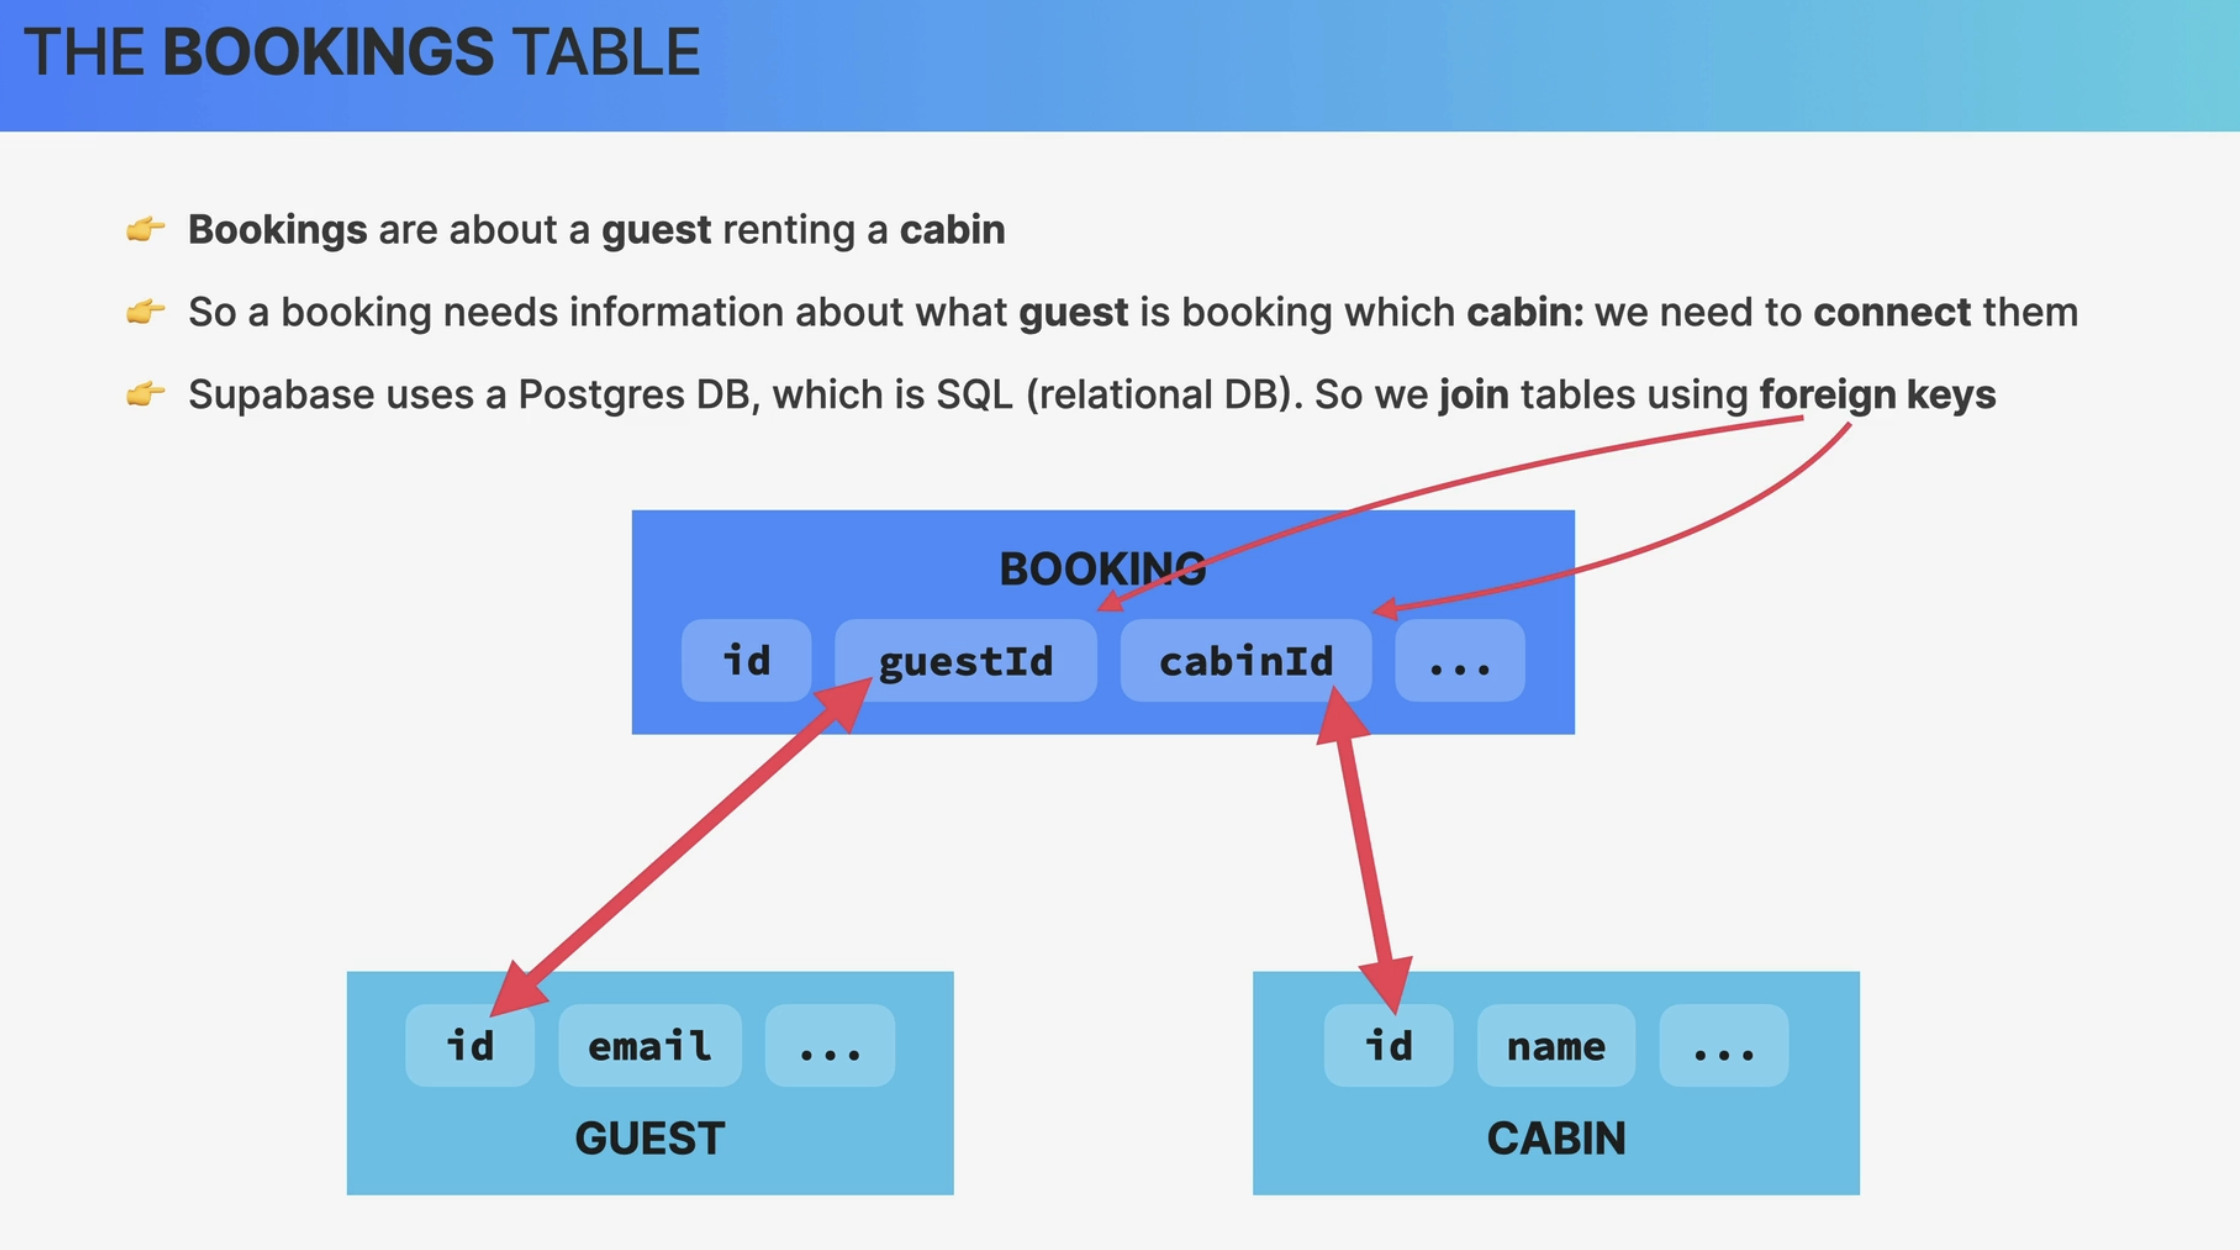 THE BOOKINGS TABLE
👉 Bookings are about a guest renting a cabin
👉 So a booking needs information about what guest is booking which cabin: we need to connect them
👉 Supabase uses a Postgres DB, which is SQL (relational DB). So we join tables using foreign keys
BOOKING
id guestId cabinId ...
id email ...
GUEST
id name ...
CABIN